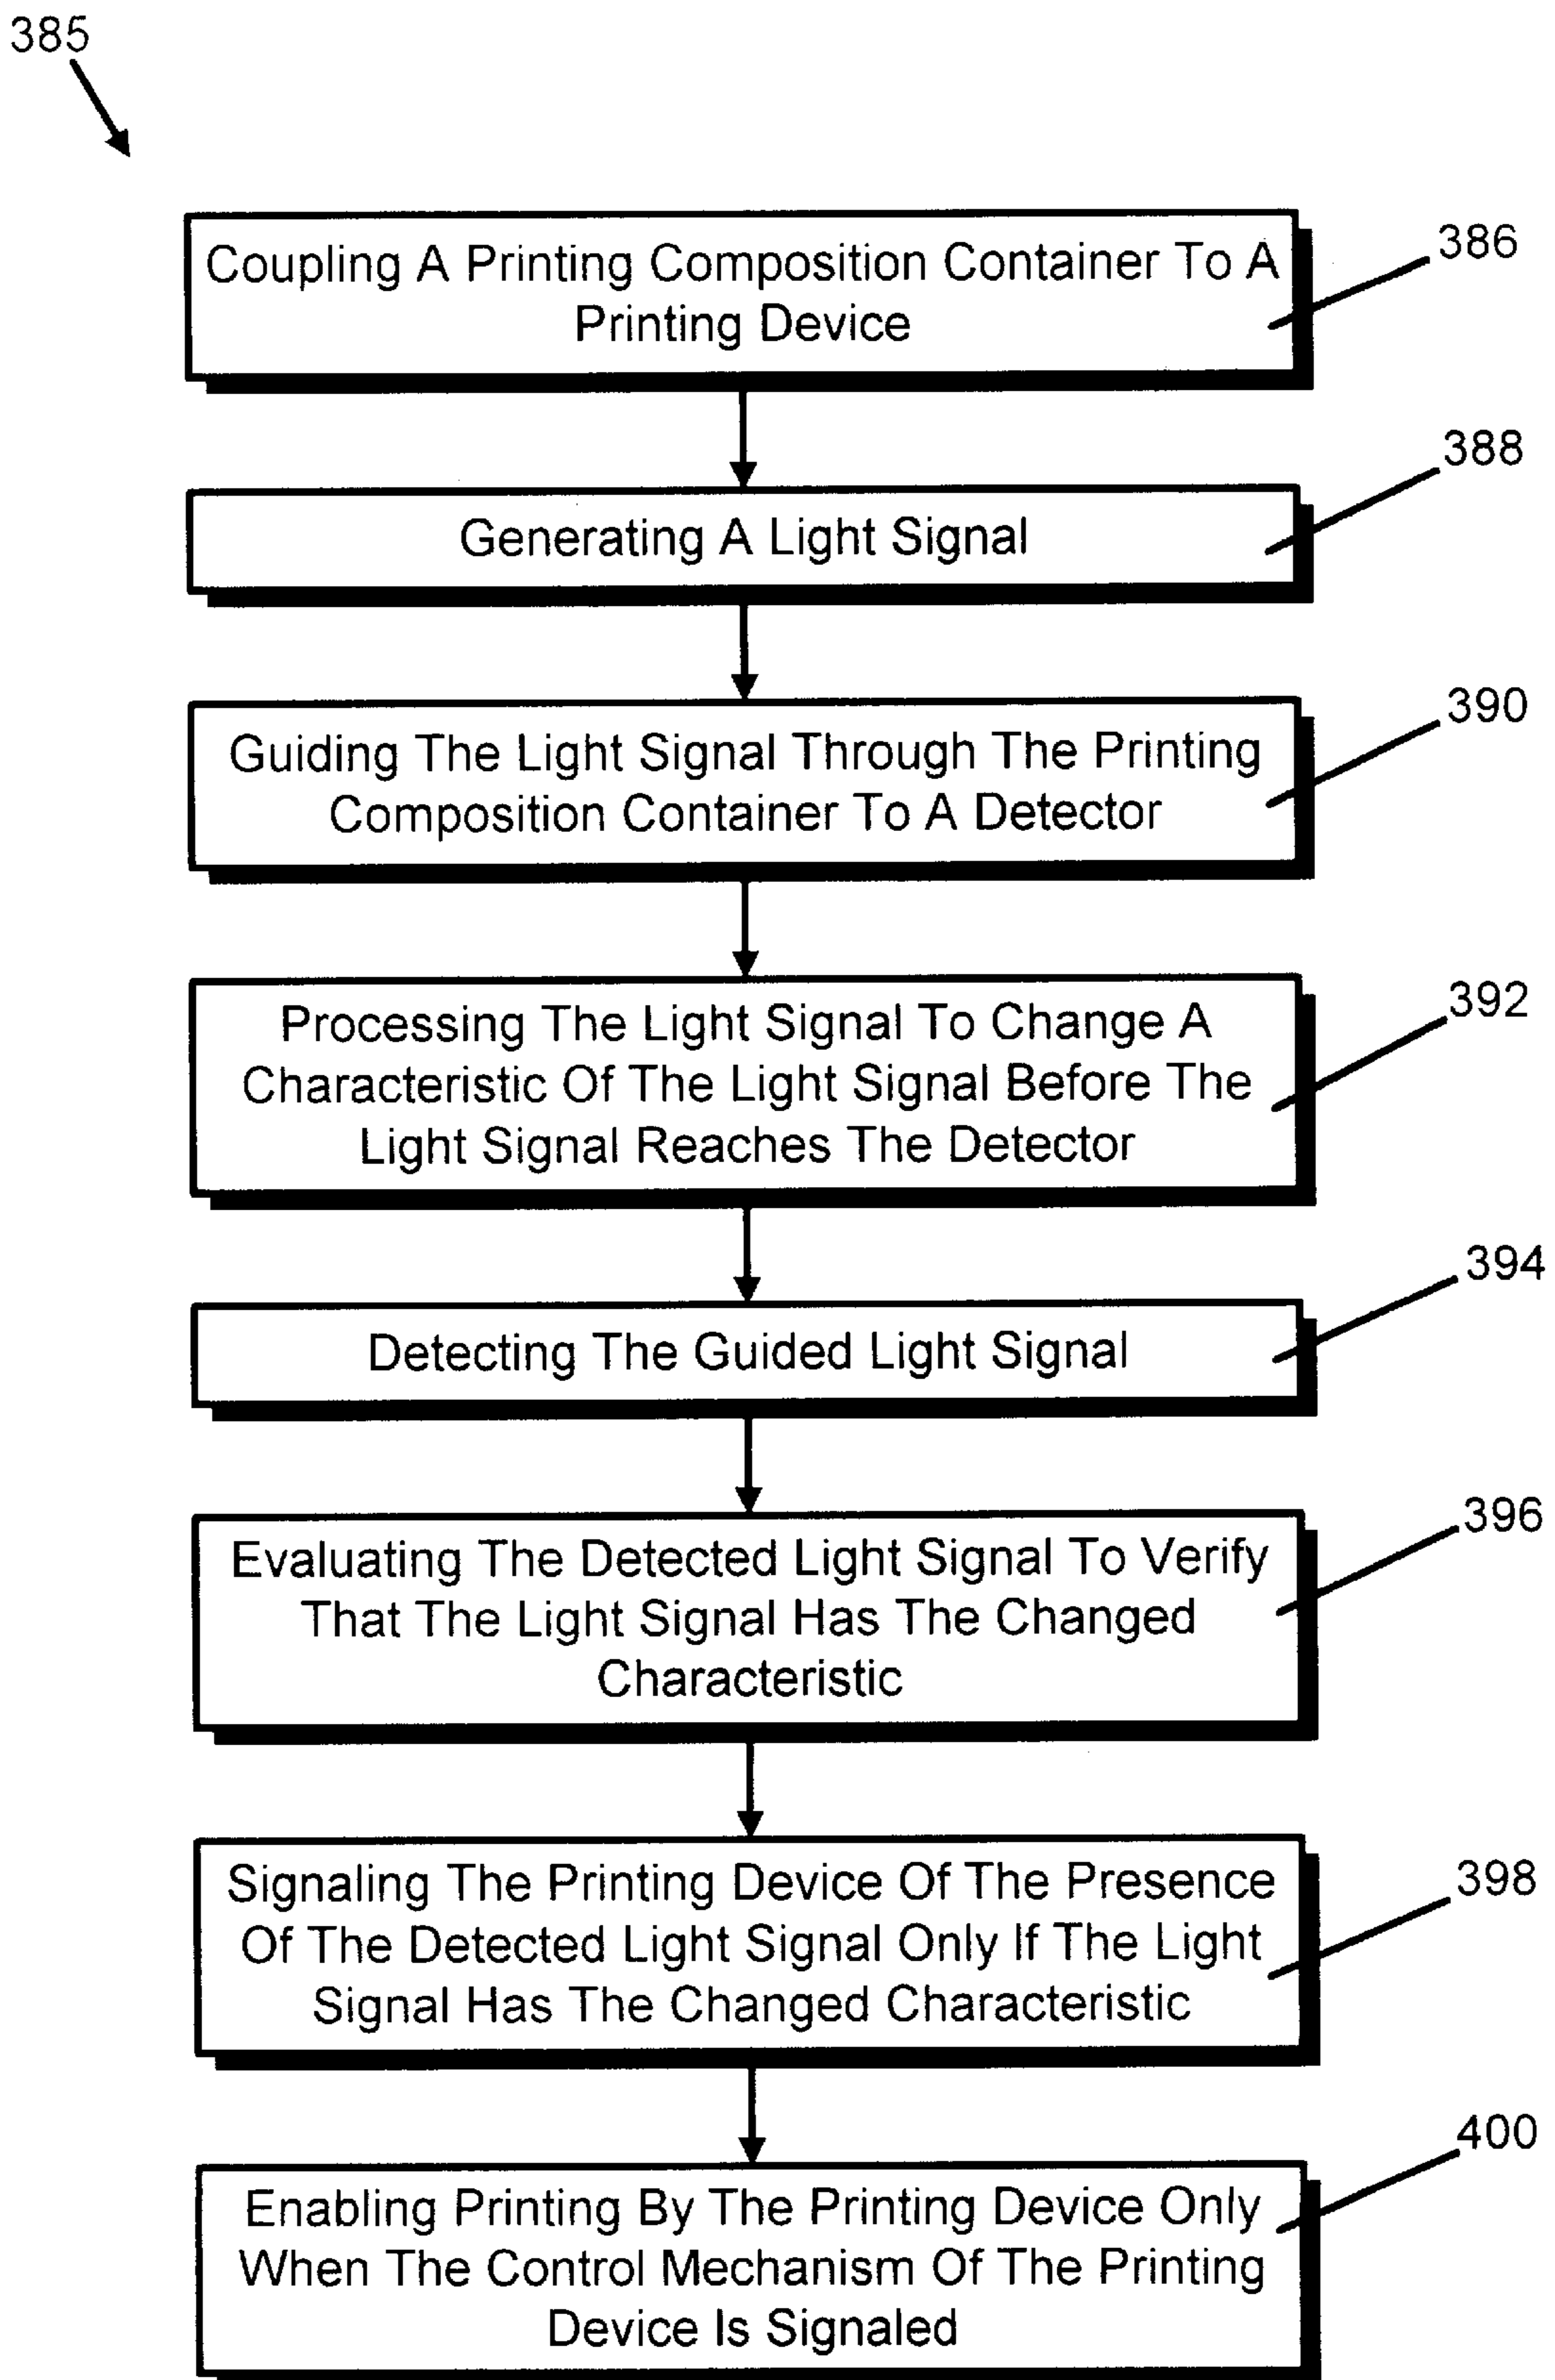 385
Coupling A Printing Composition Container To A
Printing Device
386
Generating A Light Signal
388
Guiding The Light Signal Through The Printing
Composition Container To A Detector
390
Processing The Light Signal To Change A
Characteristic Of The Light Signal Before The
Light Signal Reaches The Detector
392
Detecting The Guided Light Signal
394
Evaluating The Detected Light Signal To Verify
That The Light Signal Has The Changed
Characteristic
396
Signaling The Printing Device Of The Presence
Of The Detected Light Signal Only If The Light
Signal Has The Changed Characteristic
398
Enabling Printing By The Printing Device Only
When The Control Mechanism Of The Printing
Device Is Signaled
400